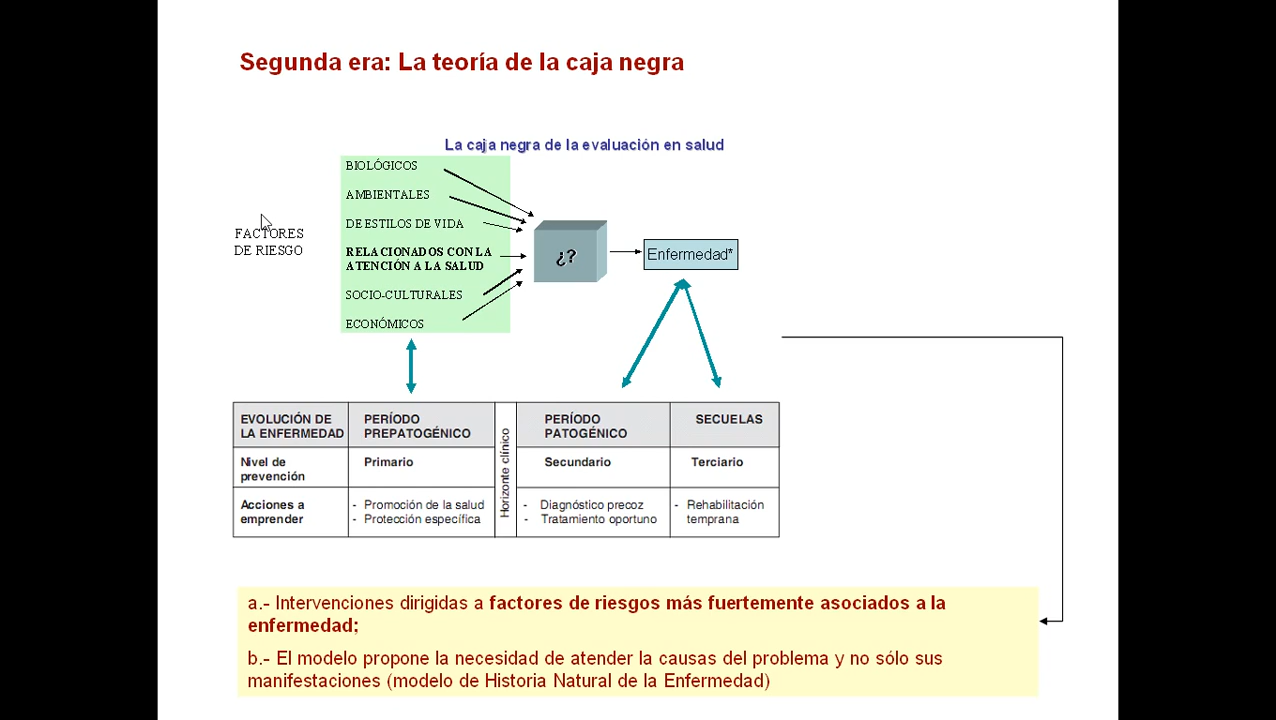 Segunda era: La teoría de la caja negra
La caja negra de la evaluación en salud
FACTORES
DE RIESGO
BIOLÓGICOS
AMBIENTALES
DE ESTILOS DE VIDA
RELACIONADOS CON LA
ATENCIÓN A LA SALUD
SOCIO-CULTURALES
ECONÓMICOS
¿?
Enfermedad*
EVOLUCIÓN DE
LA ENFERMEDAD
PERÍODO
PREPATOGÉNICO
Horizonte clínico
PERÍODO
PATOGÉNICO
SECUELAS
Nivel de
prevención
Primario
Secundario
Terciario
Acciones a
emprender
- Promoción de la salud
- Protección específica
- Diagnóstico precoz
- Tratamiento oportuno
- Rehabilitación
temprana
a.- Intervenciones dirigidas a factores de riesgos más fuertemente asociados a la
enfermedad;
b.- El modelo propone la necesidad de atender la causas del problema y no sólo sus
manifestaciones (modelo de Historia Natural de la Enfermedad)